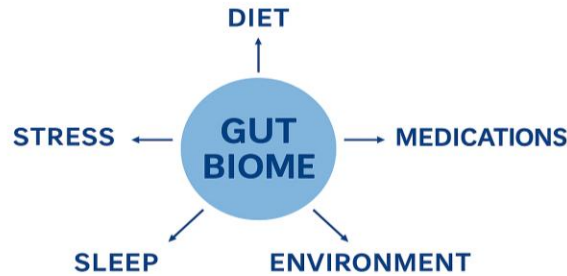 DIET
STRESS
GUT
BIOME
MEDICATIONS
SLEEP
ENVIRONMENT